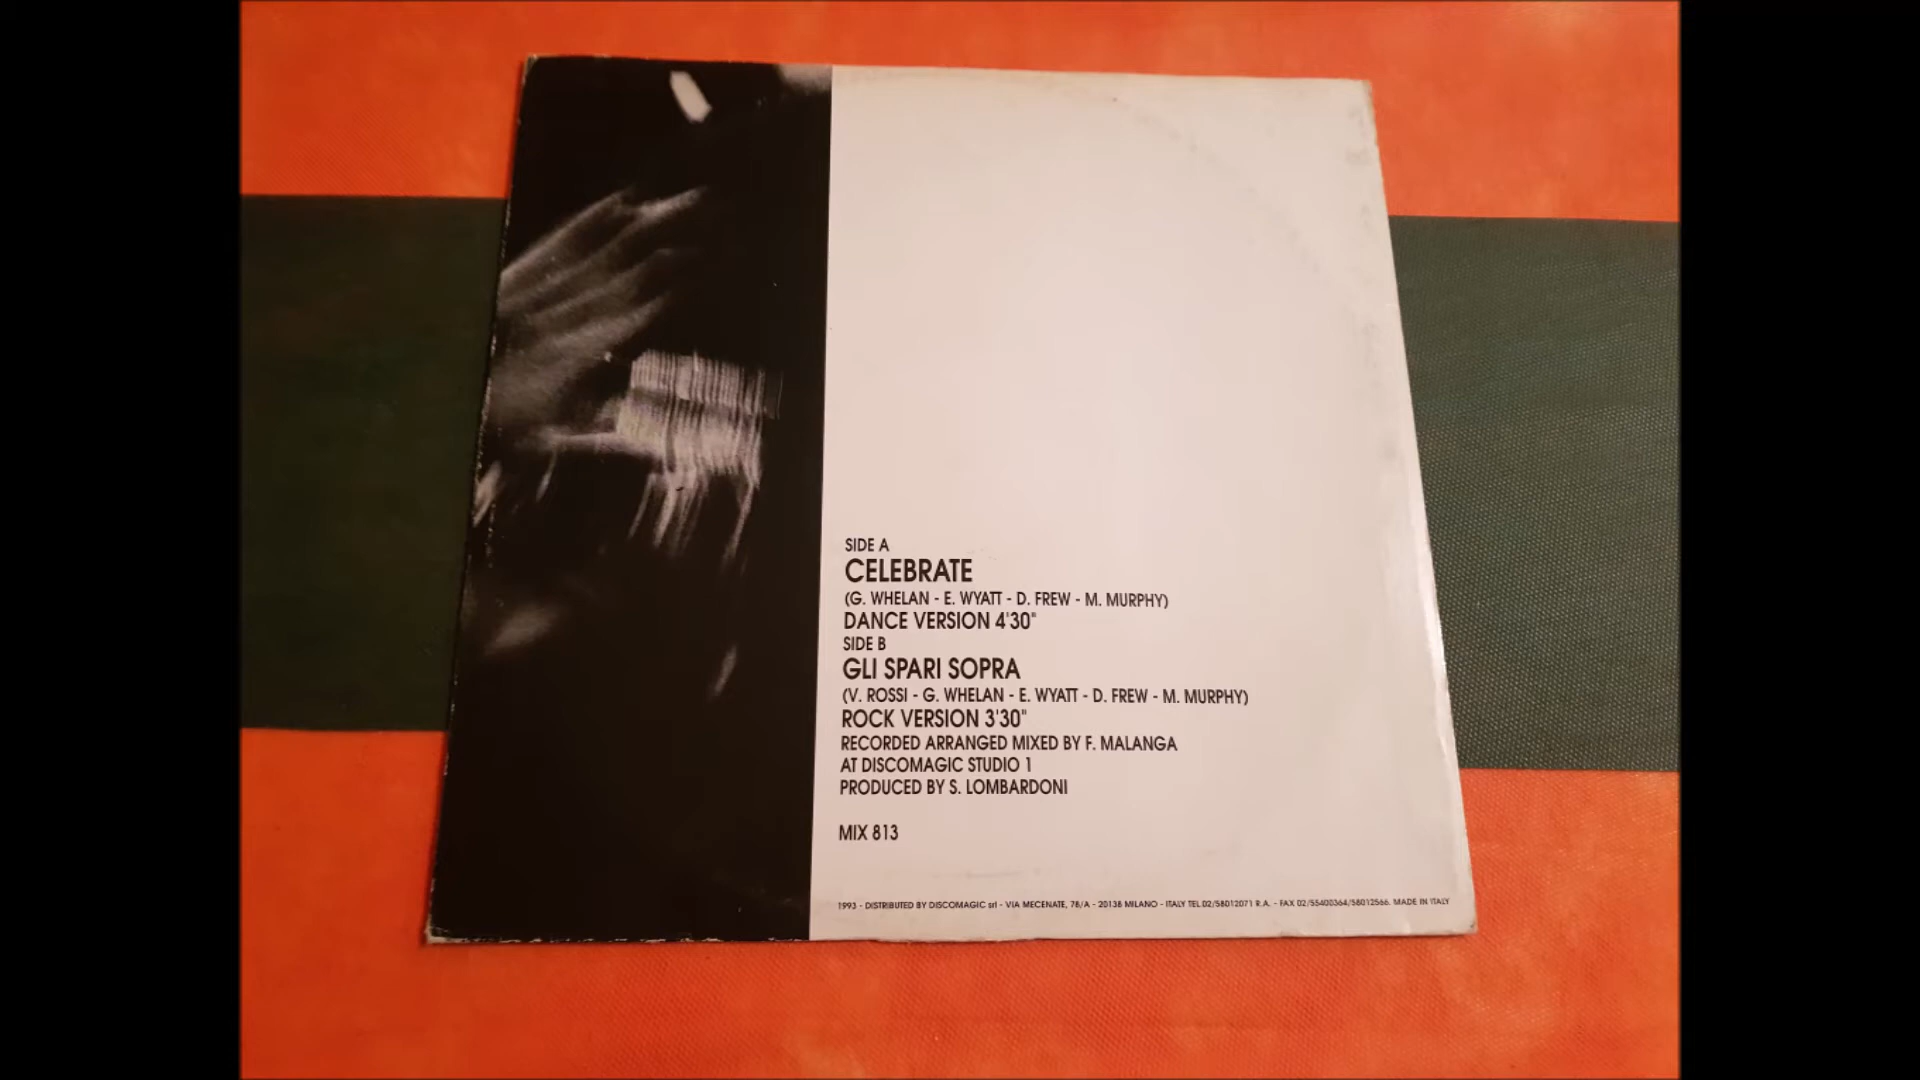 SIDE A
CELEBRATE
(G. WHELAN - E. WYATT - D. FREW - M. MURPHY)
DANCE VERSION 4'30"
SIDE B
GLI SPARI SOPRA
(V. ROSSI - G. WHELAN - E. WYATT - D. FREW - M. MURPHY)
ROCK VERSION 3'30"
RECORDED ARRANGED MIXED BY F. MALANGA
AT DISCOMAGIC STUDIO 1
PRODUCED BY S. LOMBARDONI
MIX 813
1993 - DISTRIBUTED BY DISCOMAGIC srl - VIA MECENATE, 78/A - 20138 MILANO - ITALY TEL.02/58012071 R.A. - FAX 02/55400364/58012566. MADE IN ITALY